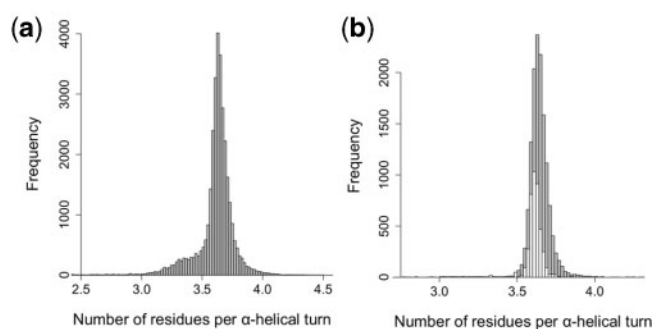 (a)
4000
3000
2000
1000
0
Frequency
2.5 3.0 3.5 4.0 4.5
Number of residues per α-helical turn
(b)
2000
1500
1000
500
0
Frequency
3.0 3.5 4.0
Number of residues per α-helical turn